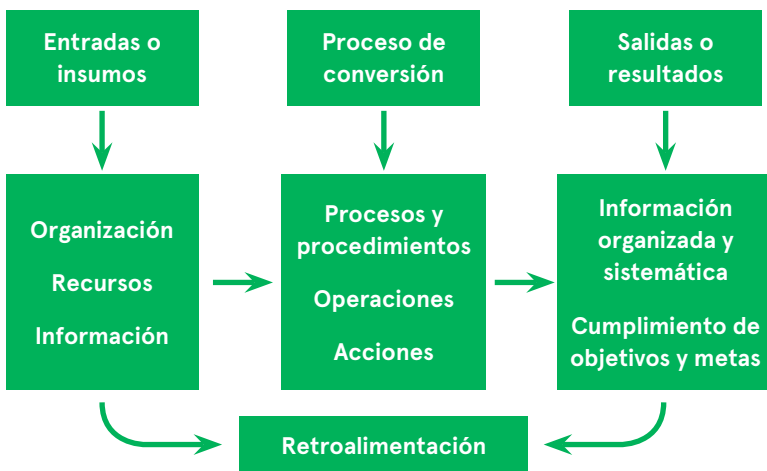 Entradas o
insumos
Proceso de
conversión
Salidas o
resultados
Organización
Recursos
Información
Procesos y
procedimientos
Operaciones
Acciones
Información
organizada y
sistemática
Cumplimiento de
objetivos y metas
Retroalimentación